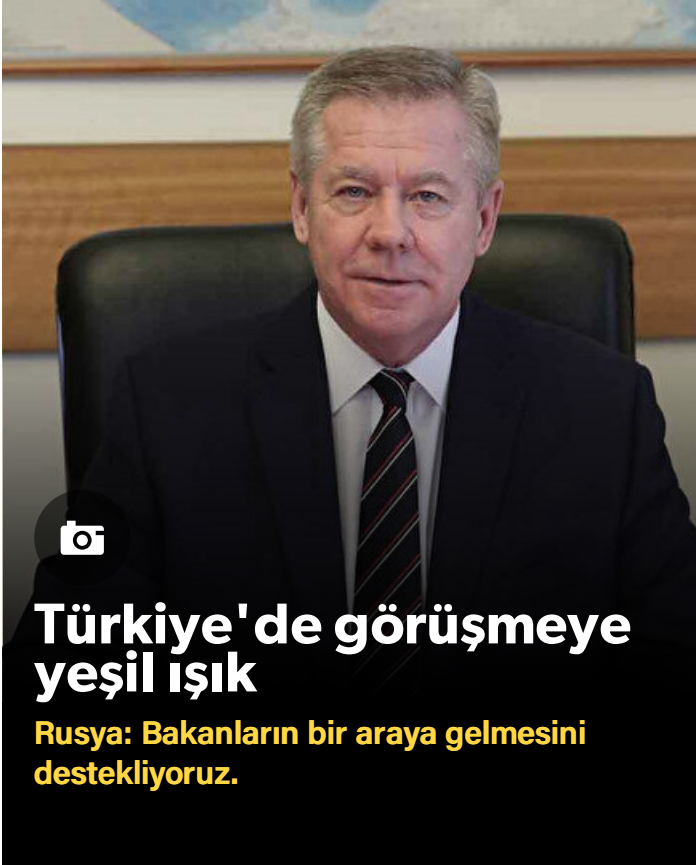 Türkiye'de görüşmeye
yeşil ışık
Rusya: Bakanların bir araya gelmesini
destekliyoruz.